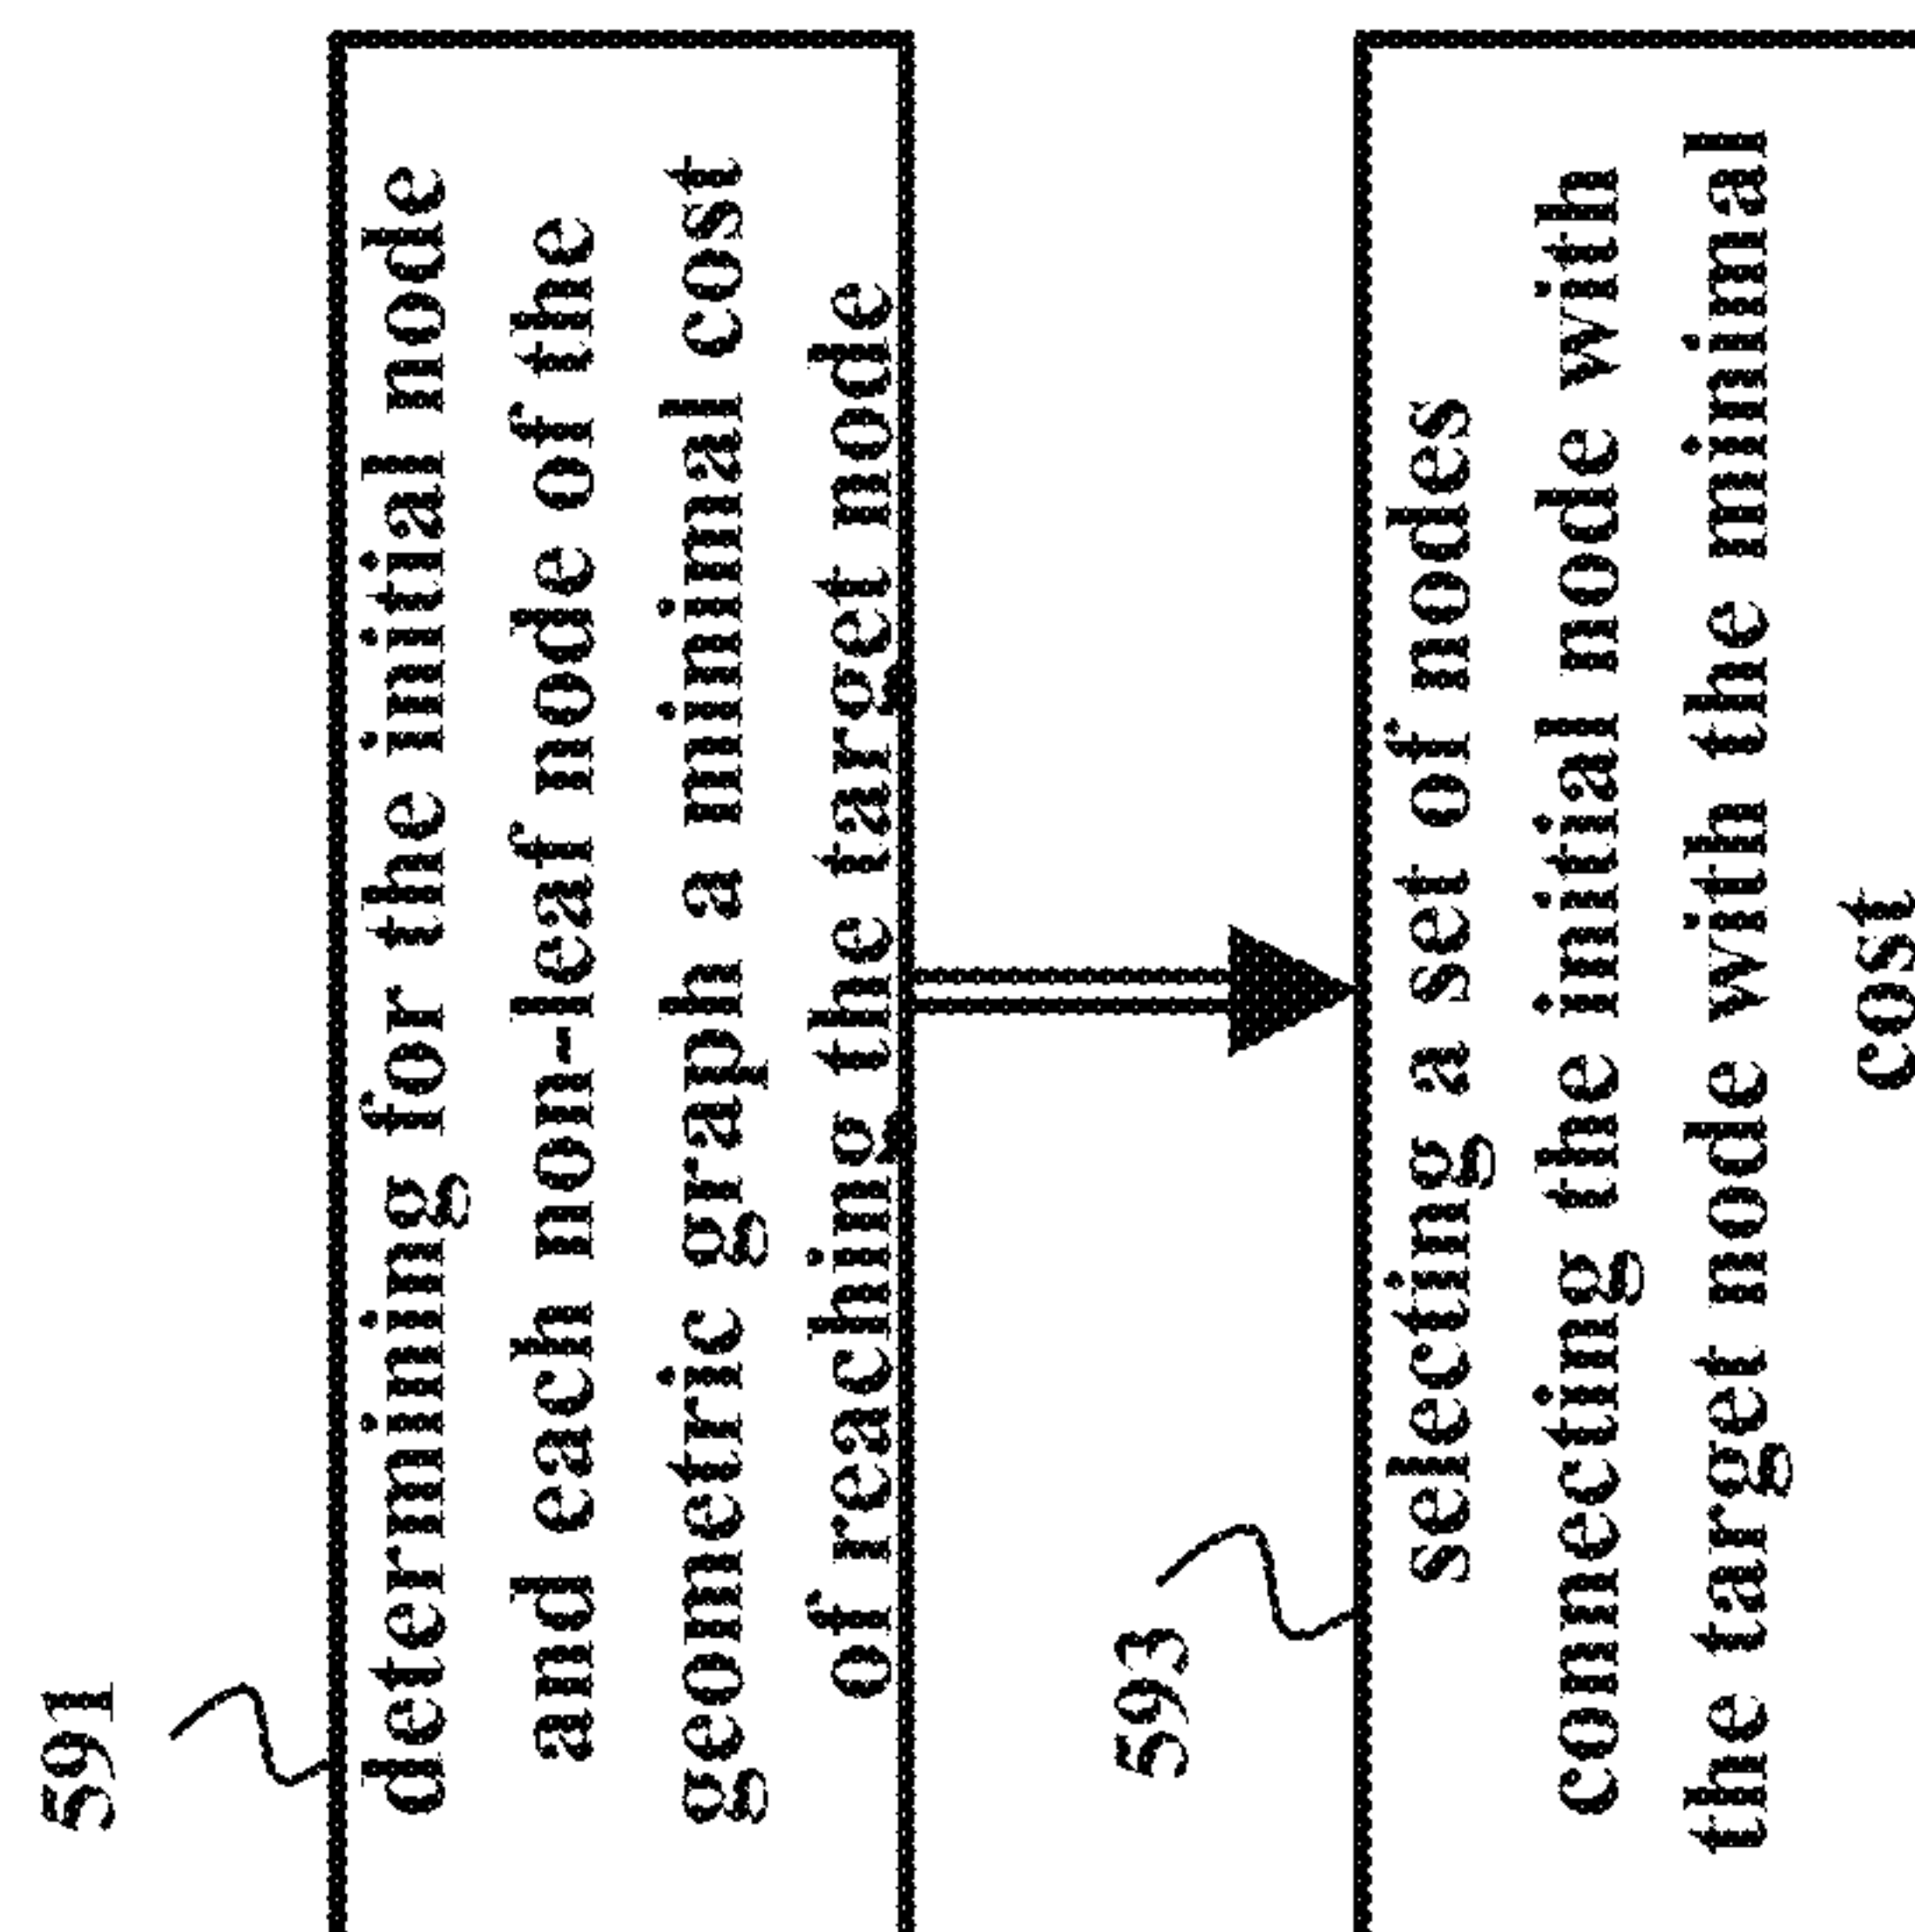 591
determining for the initial node
and each non-leaf node of the
geometric graph a minimal cost
of reaching the target node
593
selecting a set of nodes
connecting the initial node with
the target node with the minimal
cost